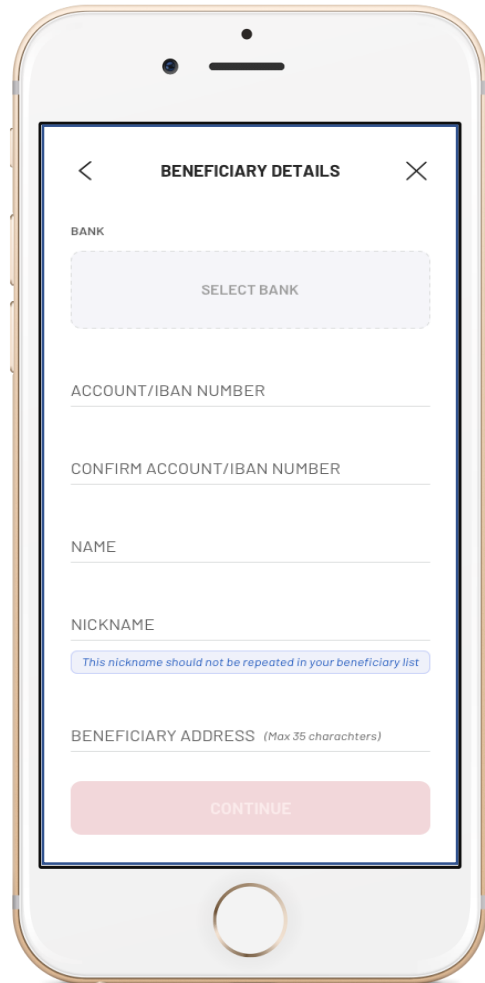 BENEFICIARY DETAILS
BANK
SELECT BANK
ACCOUNT/IBAN NUMBER
CONFIRM ACCOUNT/IBAN NUMBER
NAME
NICKNAME
This nickname should not be repeated in your beneficiary list
BENEFICIARY ADDRESS (Max 35 charachters)
CONTINUE